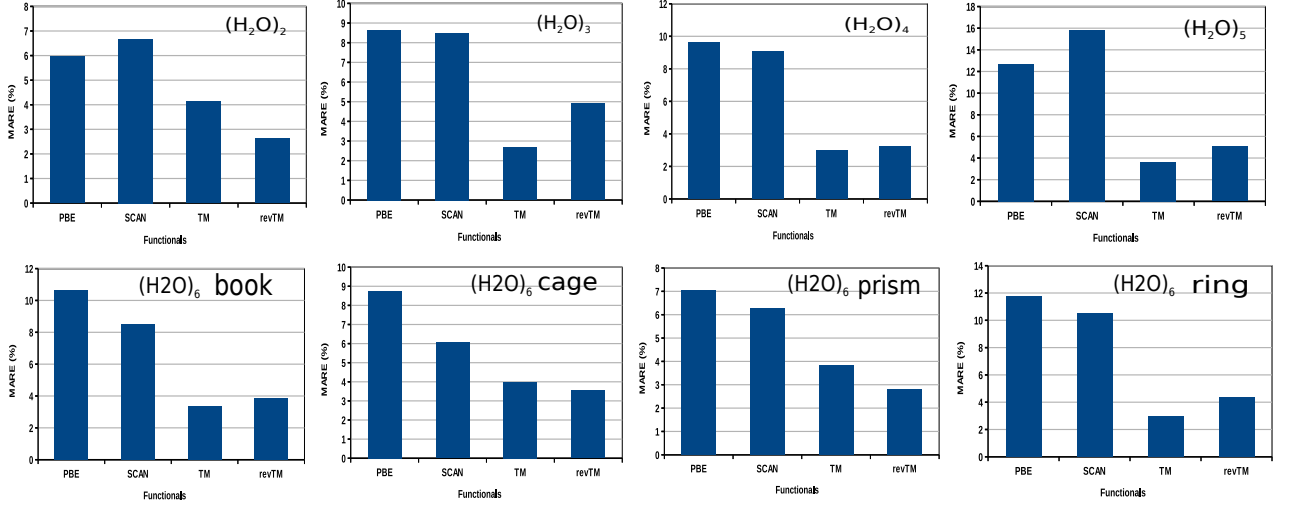 (H₂O)₂
MARE (%)
8
7
6
5
4
3
2
1
0
PBE SCAN TM revTM
Functionals
(H₂O)₃
MARE (%)
10
9
8
7
6
5
4
3
2
1
0
PBE SCAN TM revTM
Functionals
(H₂O)₄
MARE (%)
12
10
8
6
4
2
0
PBE SCAN TM revTM
Functionals
(H₂O)₅
MARE (%)
18
16
14
12
10
8
6
4
2
0
PBE SCAN TM revTM
Functionals
(H2O)₆ book
MARE (%)
12
10
8
6
4
2
0
PBE SCAN TM revTM
Functionals
(H2O)₆ cage
MARE (%)
10
9
8
7
6
5
4
3
2
1
0
PBE SCAN TM revTM
Functionals
(H2O)₆ prism
MARE (%)
8
7
6
5
4
3
2
1
0
PBE SCAN TM revTM
Functionals
(H2O)₆ ring
MARE (%)
14
12
10
8
6
4
2
0
PBE SCAN TM revTM
Functionals